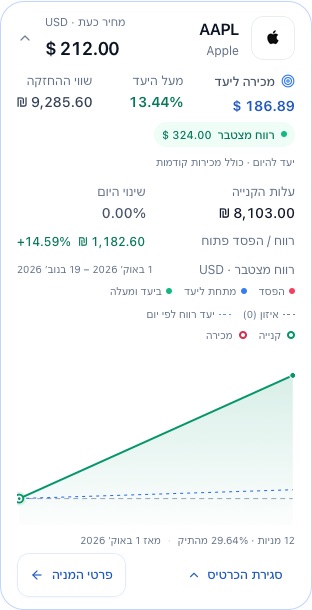 AAPL
Apple
מחיר כעת · USD
$ 212.00
מכירה ליעד
$ 186.89
מעל היעד
13.44%
שווי ההחזקה
₪ 9,285.60
רווח מצטבר $ 324.00
יעד להיום · כולל מכירות קודמות
עלות הקנייה
₪ 8,103.00
שינוי היום
0.00%
רווח / הפסד פתוח
₪ 1,182.60 +14.59%
רווח מצטבר · USD
1 באוק׳ 2026 – 19 בנוב׳ 2026
הפסד מתחת ליעד ביעד ומעלה
איזון (0) יעד רווח לפי יום
קנייה מכירה
12 מניות · 29.64% מהתיק · מאז 1 באוק׳ 2026
סגירת הכרטיס
פרטי המניה ←